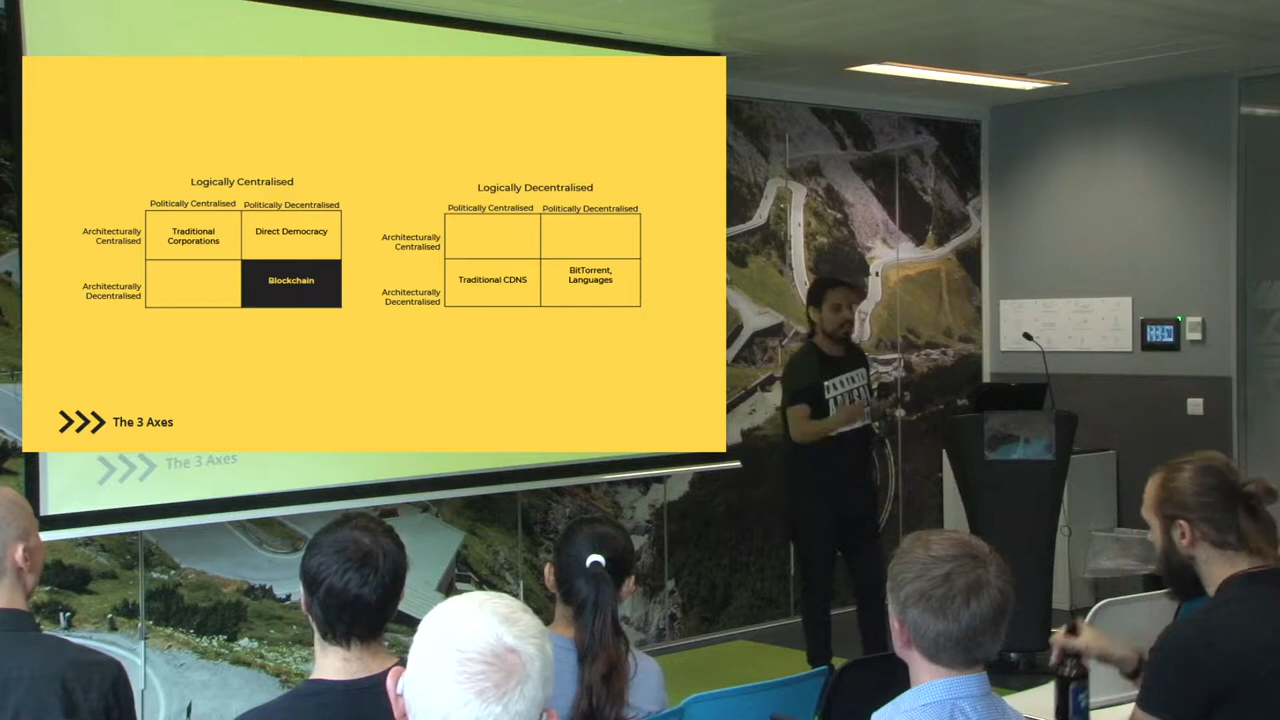 Logically Centralised
Politically Centralised Politically Decentralised
Architecturally
Centralised
Traditional
Corporations
Direct Democracy
Architecturally
Decentralised
Blockchain
Logically Decentralised
Politically Centralised Politically Decentralised
Architecturally
Centralised
Architecturally
Decentralised
Traditional CDNS
BitTorrent,
Languages
The 3 Axes
The 3 Axes